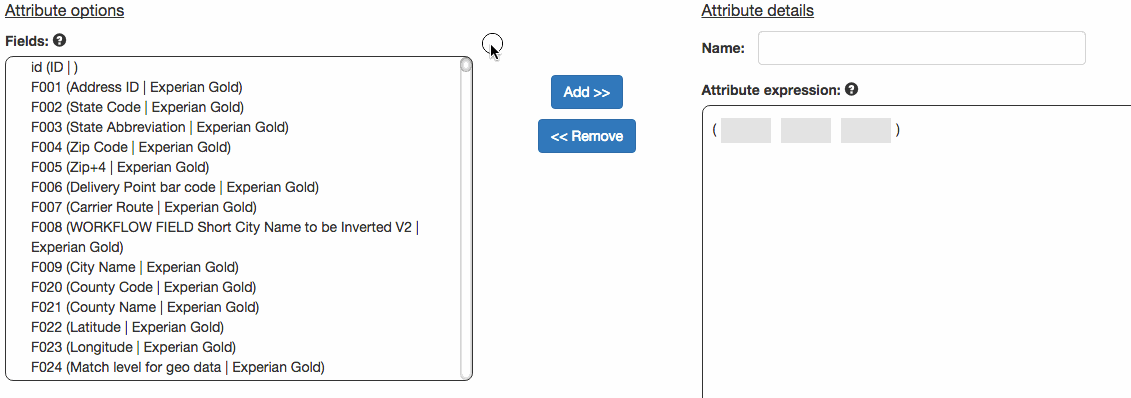 Attribute options
Fields: ?
id (ID | )
F001 (Address ID | Experian Gold)
F002 (State Code | Experian Gold)
F003 (State Abbreviation | Experian Gold)
F004 (Zip Code | Experian Gold)
F005 (Zip+4 | Experian Gold)
F006 (Delivery Point bar code | Experian Gold)
F007 (Carrier Route | Experian Gold)
F008 (WORKFLOW FIELD Short City Name to be Inverted V2 |
Experian Gold)
F009 (City Name | Experian Gold)
F020 (County Code | Experian Gold)
F021 (County Name | Experian Gold)
F022 (Latitude | Experian Gold)
F023 (Longitude | Experian Gold)
F024 (Match level for geo data | Experian Gold)
Add >>
<< Remove
Attribute details
Name:
Attribute expression: ?
( )